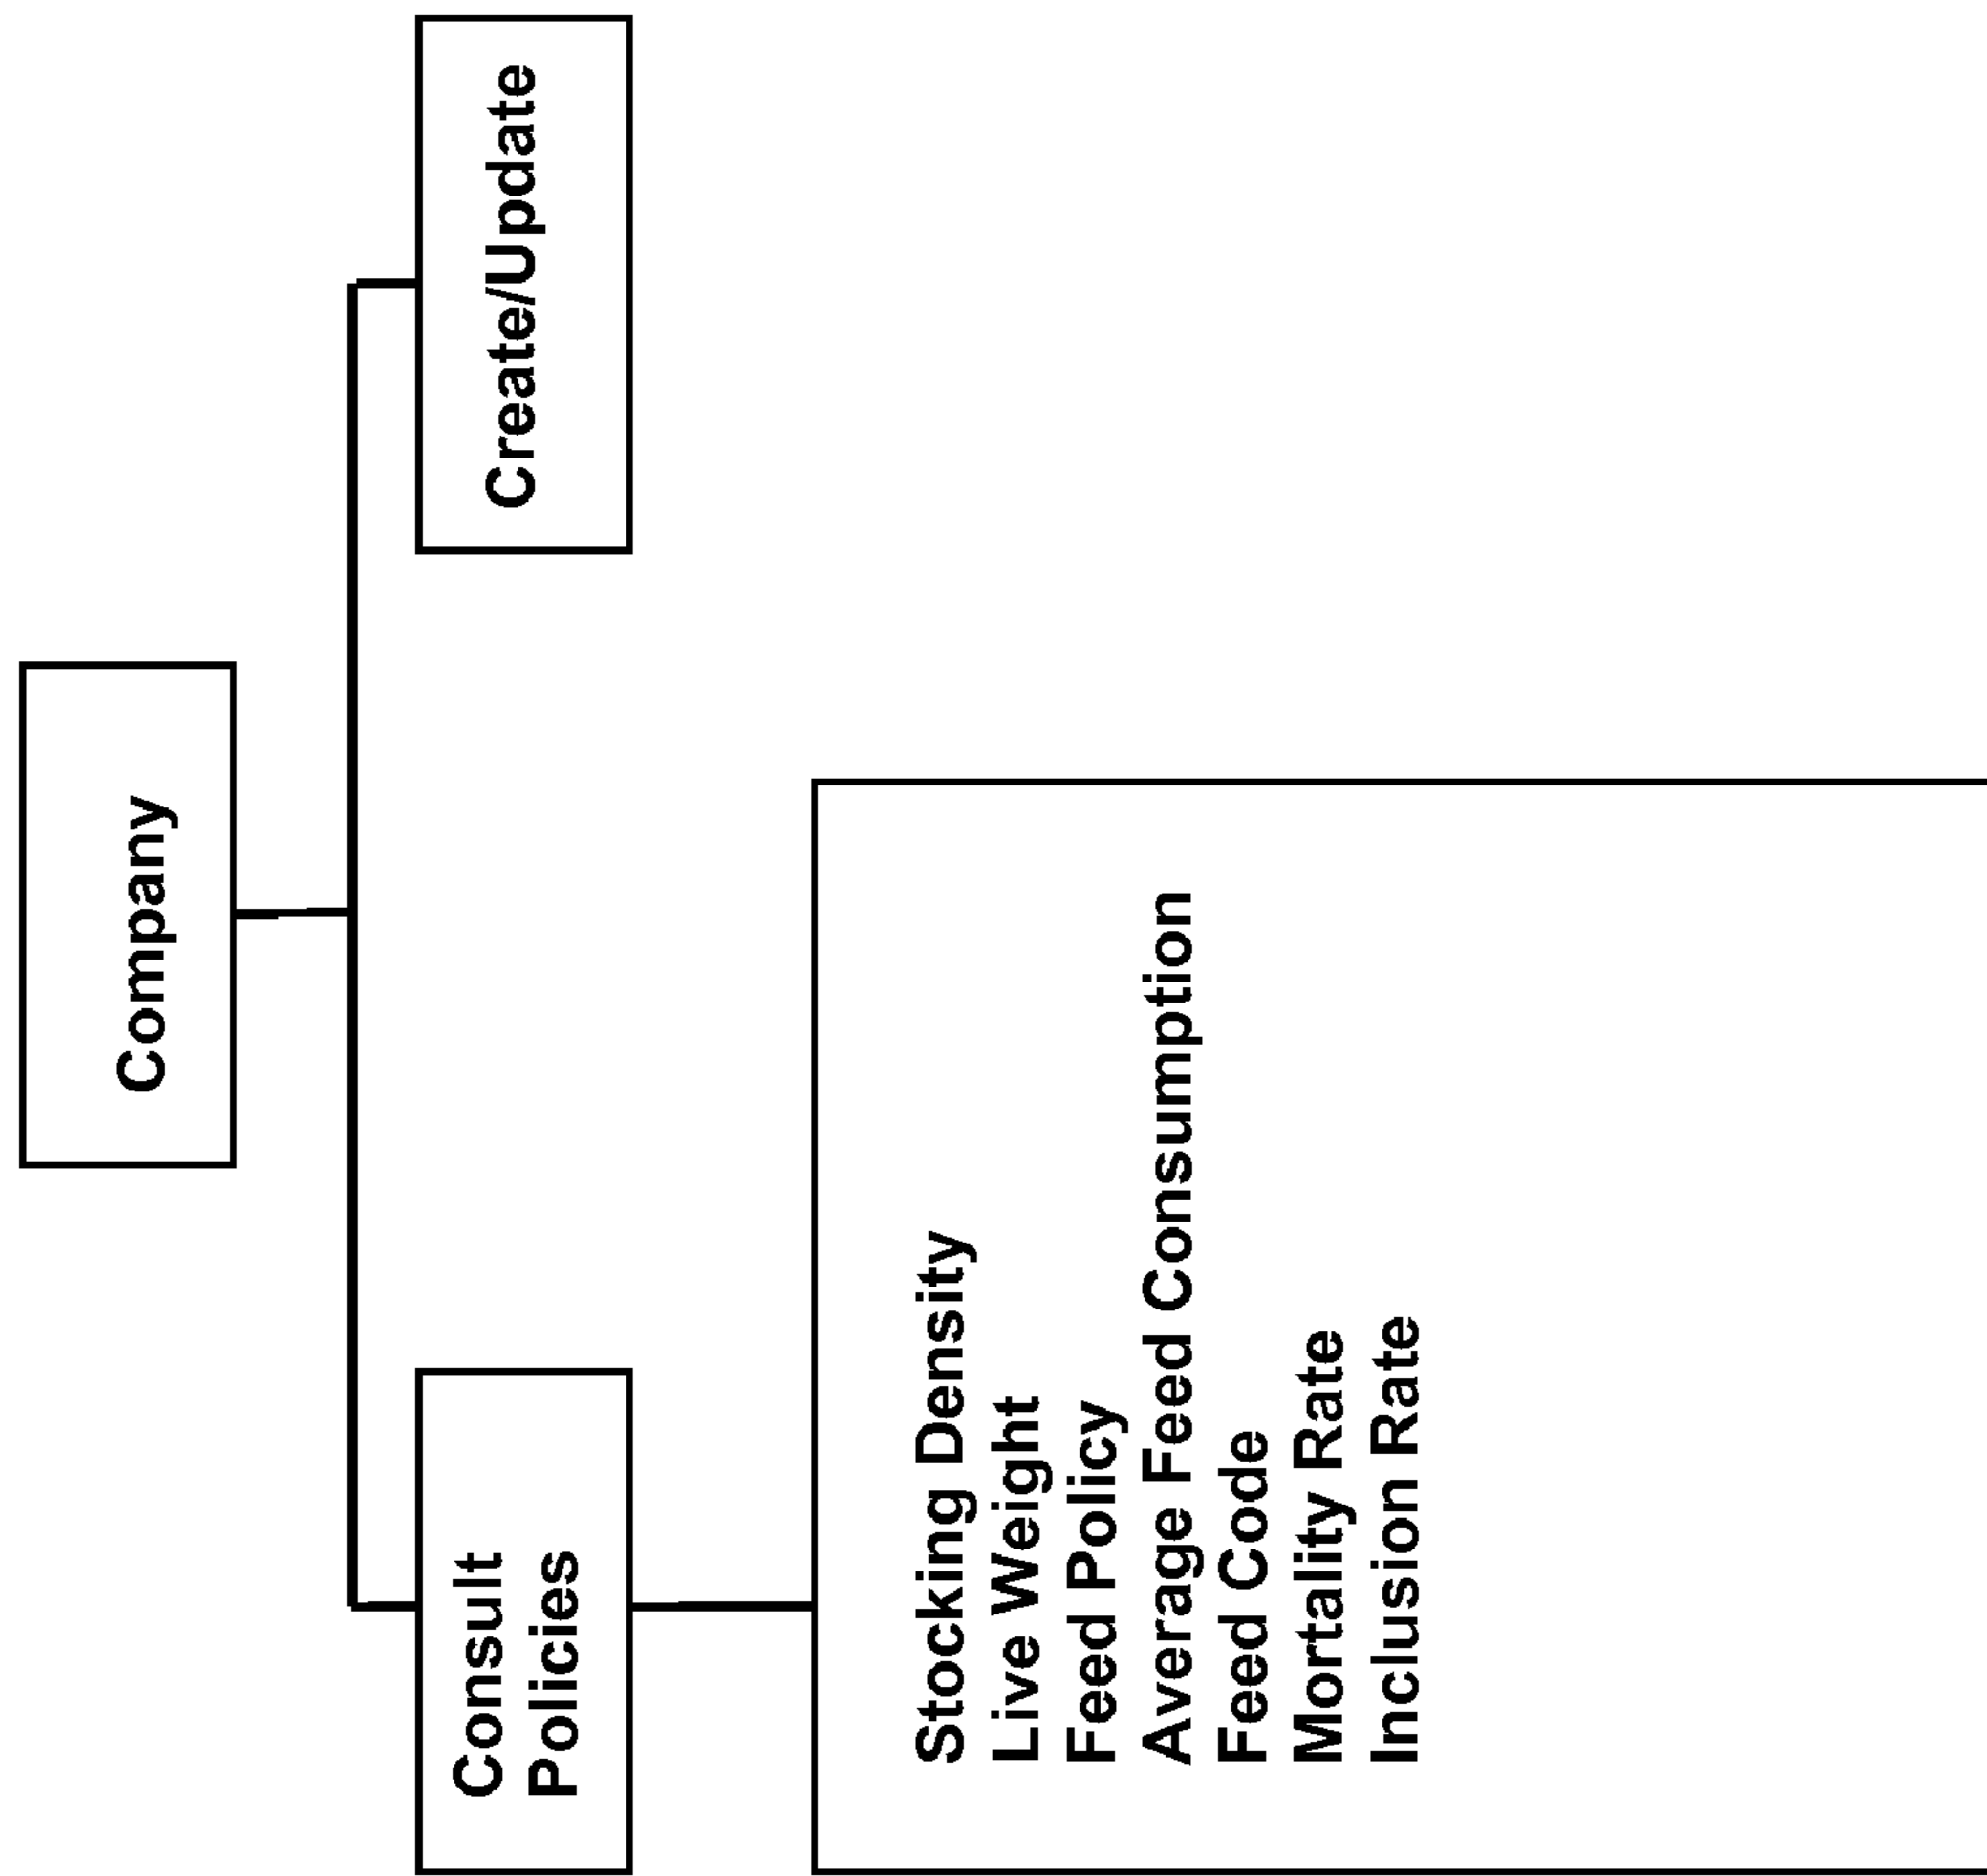 Company
Consult
Policies
Create/Update
Stocking Density
Live Weight
Feed Policy
Average Feed Consumption
Feed Code
Mortality Rate
Inclusion Rate